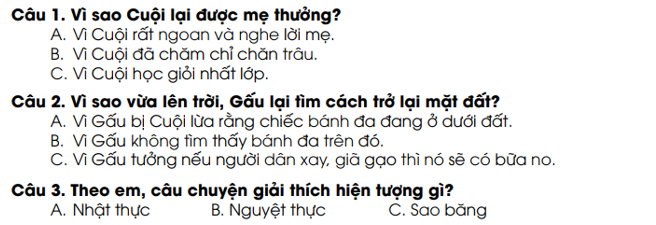 Câu 1. Vì sao Cuội lại được mẹ thưởng?
A. Vì Cuội rất ngoan và nghe lời mẹ.
B. Vì Cuội đã chăm chỉ chăn trâu.
C. Vì Cuội học giỏi nhất lớp.
Câu 2. Vì sao vừa lên trời, Gấu lại tìm cách trở lại mặt đất?
A. Vì Gấu bị Cuội lừa rằng chiếc bánh đa đang ở dưới đất.
B. Vì Gấu không tìm thấy bánh đa trên đó.
C. Vì Gấu tưởng nếu người dân xay, giã gạo thì nó sẽ có bữa no.
Câu 3. Theo em, câu chuyện giải thích hiện tượng gì?
A. Nhật thực B. Nguyệt thực C. Sao băng